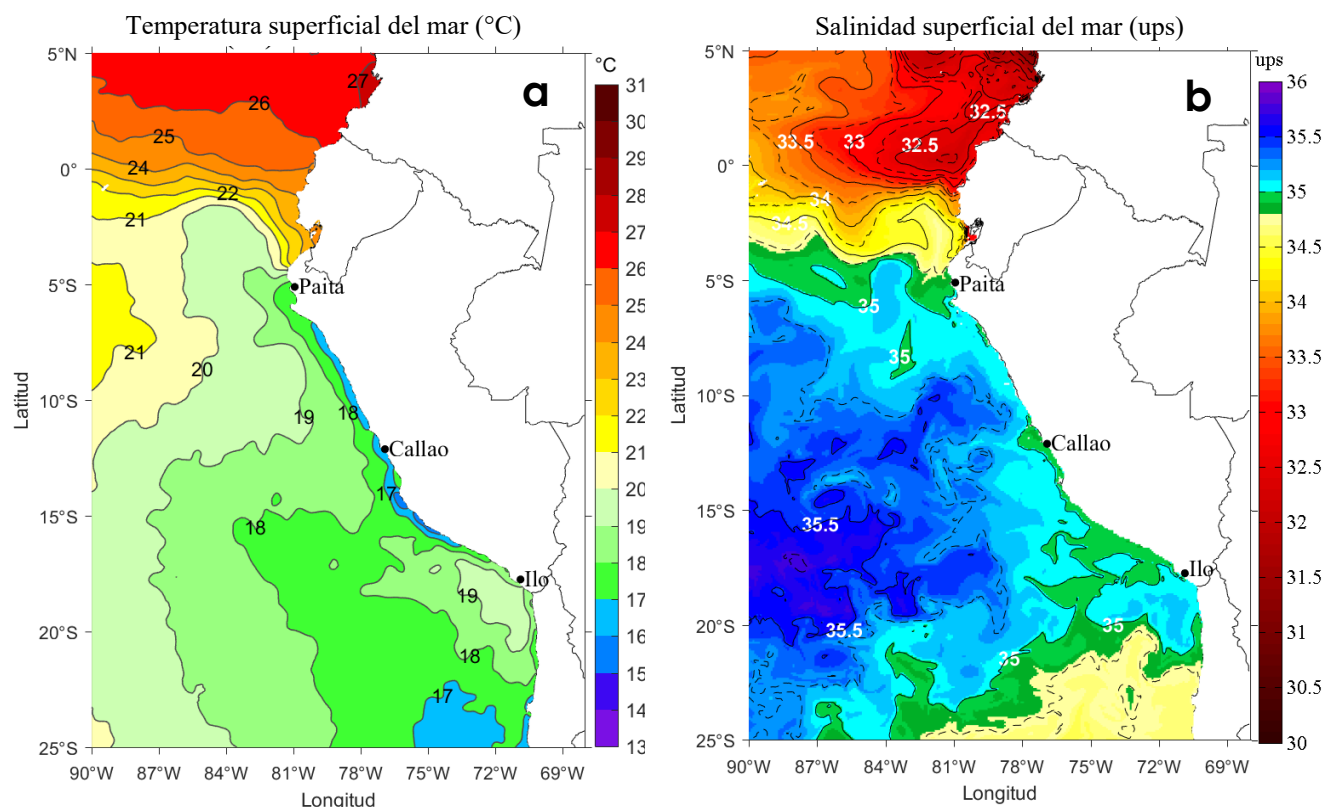 Temperatura superficial del mar (°C)
5°N
0°
5°S
10°S
15°S
20°S
25°S
Latitud
90°W
87°W
84°W
81°W
78°W
75°W
72°W
69°W
Longitud
a
27
26
25
24
22
21
Paita
21
20
19
18
Callao
17
18
Ilo
19
18
17
°C
31
30
29
28
27
26
25
24
23
22
21
20
19
18
17
16
15
14
13
Salinidad superficial del mar (ups)
5°N
0°
5°S
10°S
15°S
20°S
25°S
Latitud
90°W
87°W
84°W
81°W
78°W
75°W
72°W
69°W
Longitud
b
32.5
33.5
33
32.5
34
34.5
Paita
35
35
Callao
35.5
Ilo
35.5
35
35
ups
36
35.5
35
34.5
34
33.5
33
32.5
32
31.5
31
30.5
30